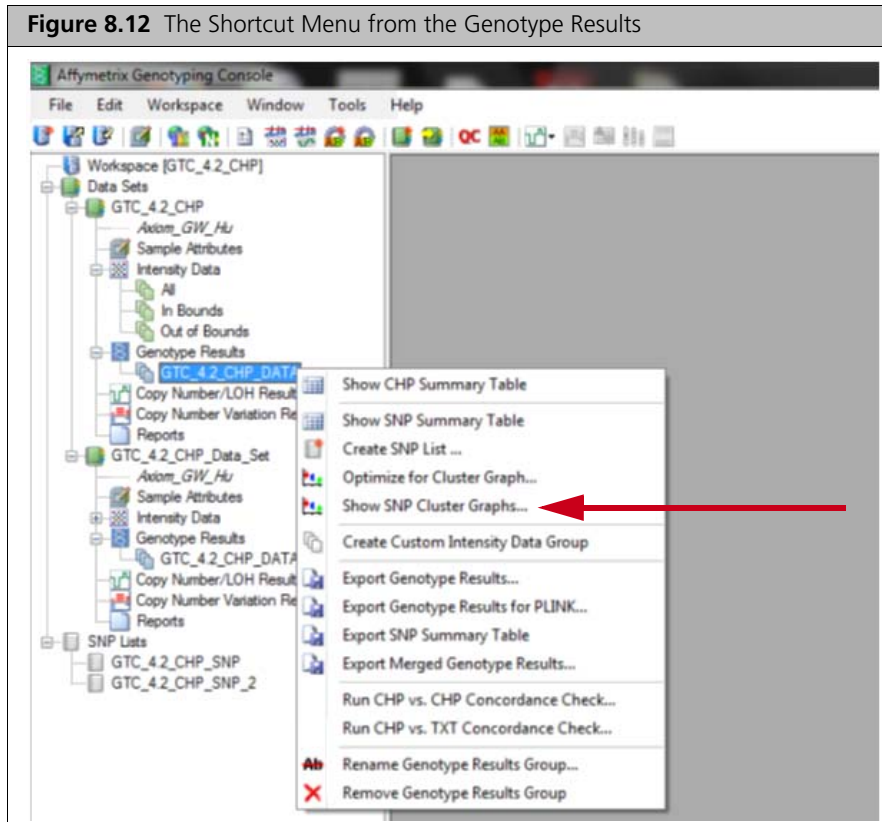 Figure 8.12 The Shortcut Menu from the Genotype Results
Affymetrix Genotyping Console
File Edit Workspace Window Tools Help
QC
Workspace [GTC_4.2_CHP]
Data Sets
GTC_4.2_CHP
Axiom_GW_Hu
Sample Attributes
Intensity Data
All
In Bounds
Out of Bounds
Genotype Results
GTC_4.2_CHP_DATA
Copy Number/LOH Result
Copy Number Variation Re
Reports
GTC_4.2_CHP_Data_Set
Axiom_GW_Hu
Sample Attributes
Intensity Data
Genotype Results
GTC_4.2_CHP_DATA
Copy Number/LOH Result
Copy Number Variation Re
Reports
SNP Lists
GTC_4.2_CHP_SNP
GTC_4.2_CHP_SNP_2
Show CHP Summary Table
Show SNP Summary Table
Create SNP List ...
Optimize for Cluster Graph...
Show SNP Cluster Graphs...
Create Custom Intensity Data Group
Export Genotype Results...
Export Genotype Results for PLINK...
Export SNP Summary Table
Export Merged Genotype Results...
Run CHP vs. CHP Concordance Check...
Run CHP vs. TXT Concordance Check...
Ab Rename Genotype Results Group...
Remove Genotype Results Group